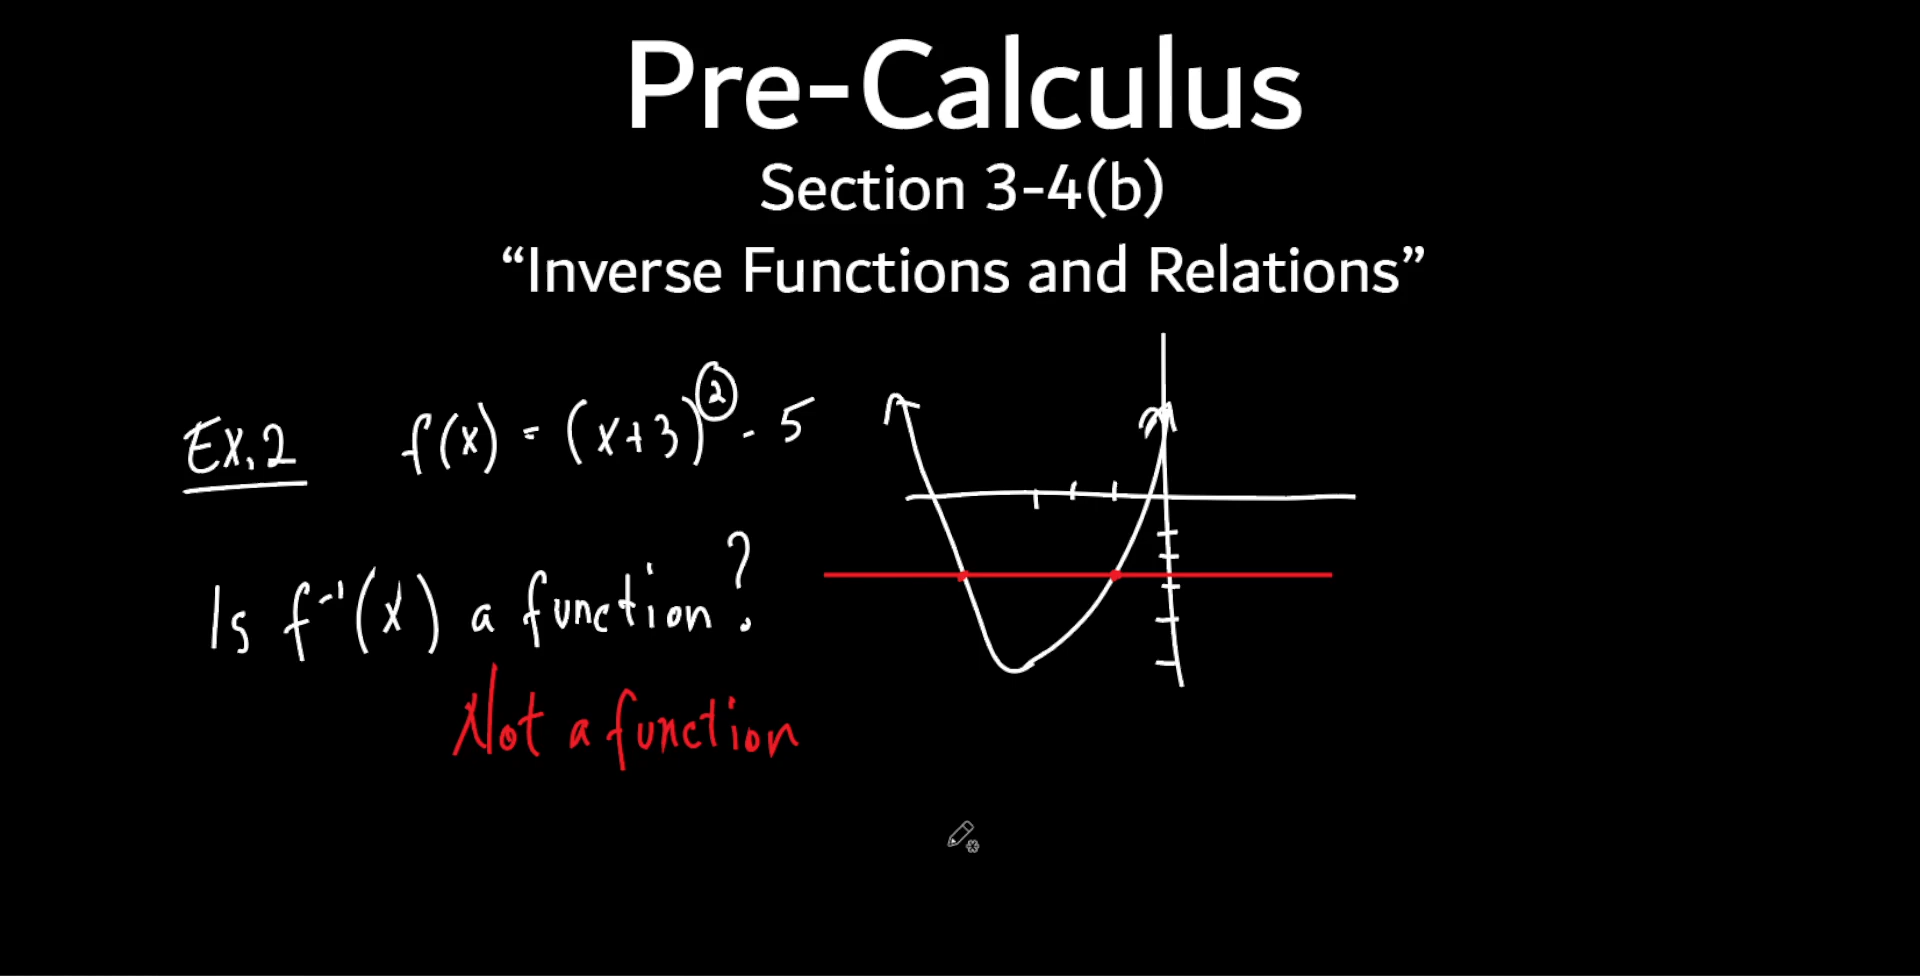 Pre-Calculus
Section 3-4(b)
“Inverse Functions and Relations”
Ex.2 f(x) = (x+3)² - 5
Is f⁻¹(x) a function?
Not a function